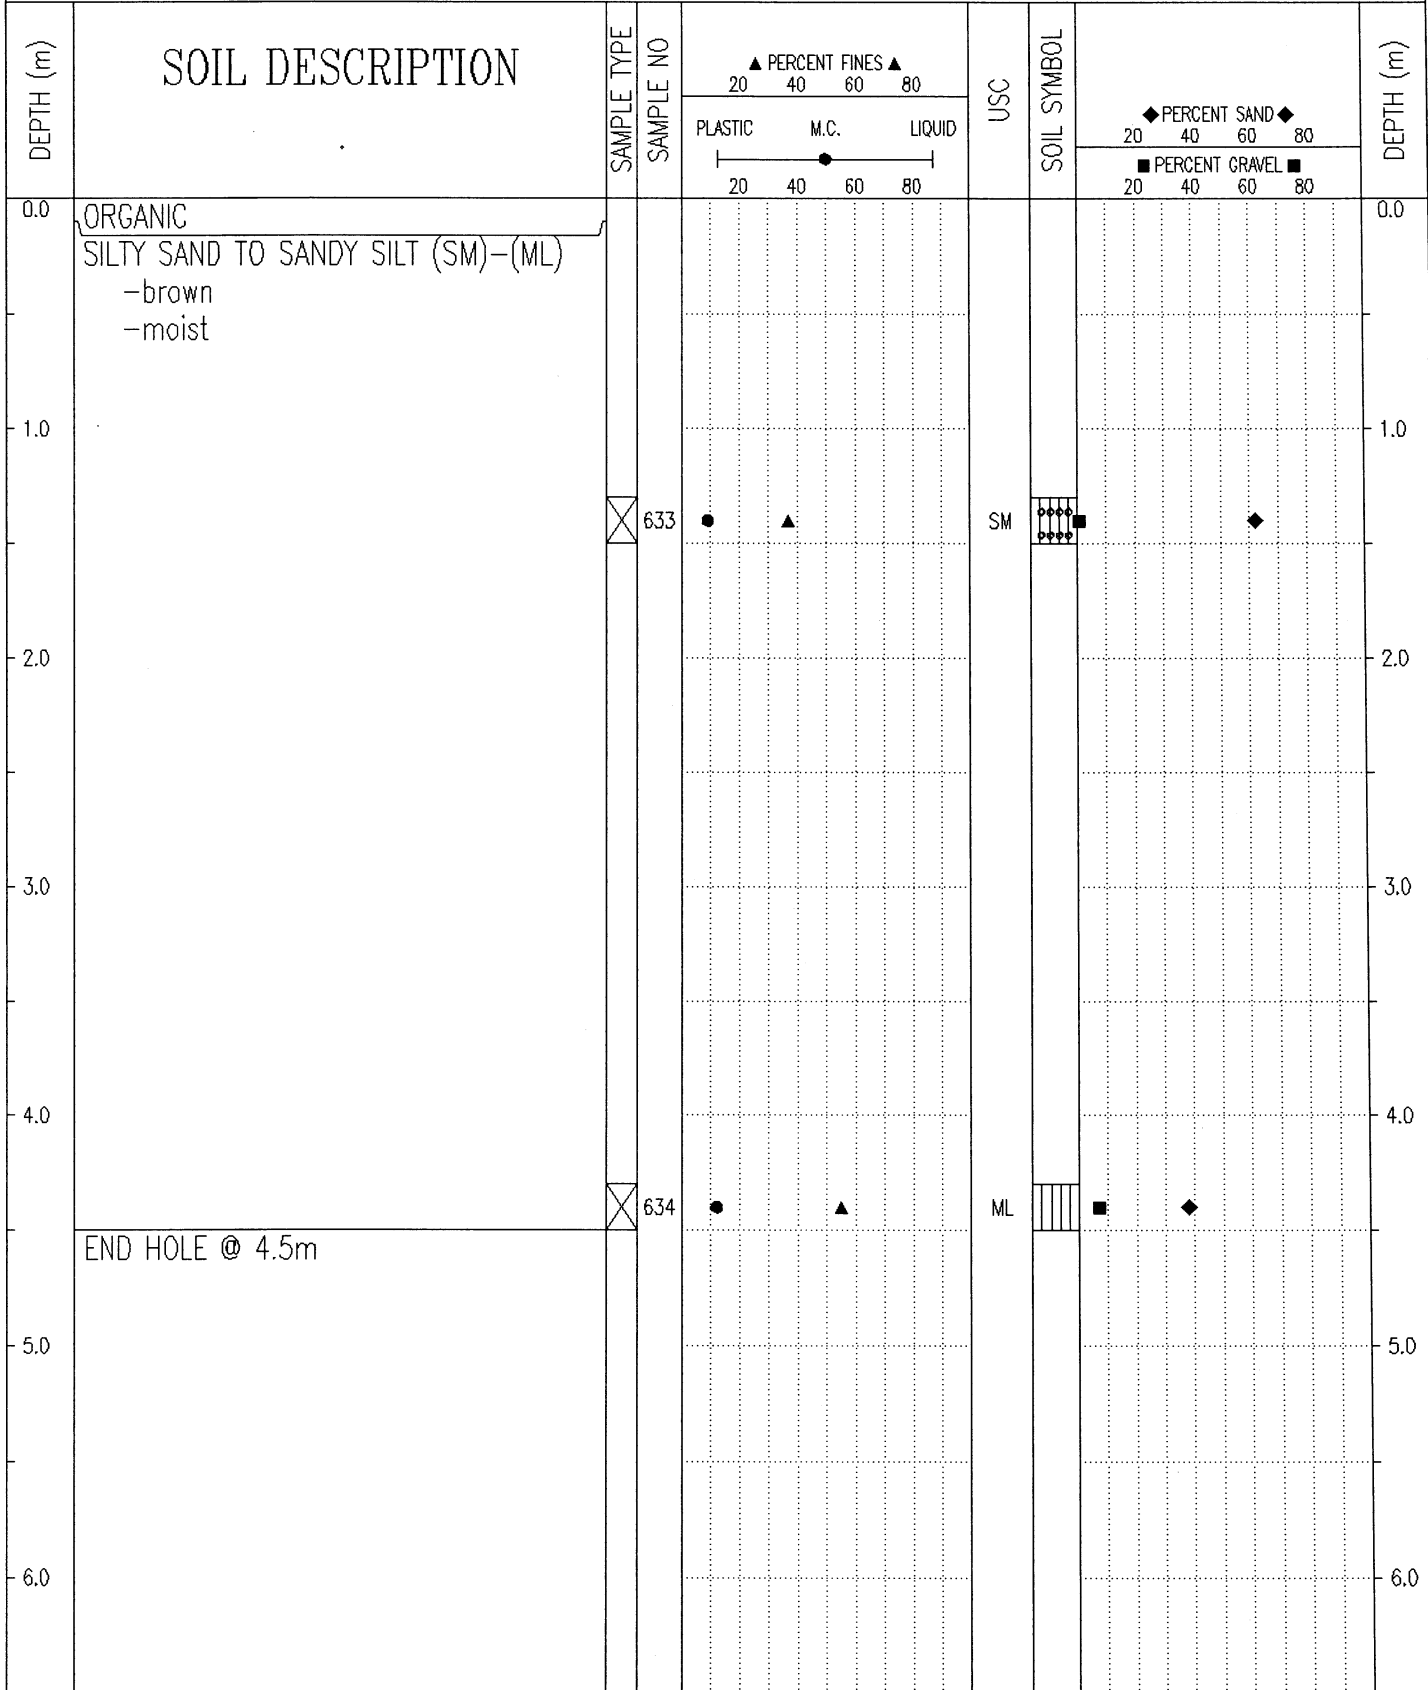 DEPTH (m)
SOIL DESCRIPTION
SAMPLE TYPE
SAMPLE NO
▲ PERCENT FINES ▲
20 40 60 80
PLASTIC M.C. LIQUID
20 40 60 80
USC
SOIL SYMBOL
◆ PERCENT SAND ◆
20 40 60 80
■ PERCENT GRAVEL ■
20 40 60 80
DEPTH (m)
0.0 0.0
ORGANIC
SILTY SAND TO SANDY SILT (SM)-(ML)
-brown
-moist
1.0 1.0
633 SM
2.0 2.0
3.0 3.0
4.0 4.0
634 ML
END HOLE @ 4.5m
5.0 5.0
6.0 6.0